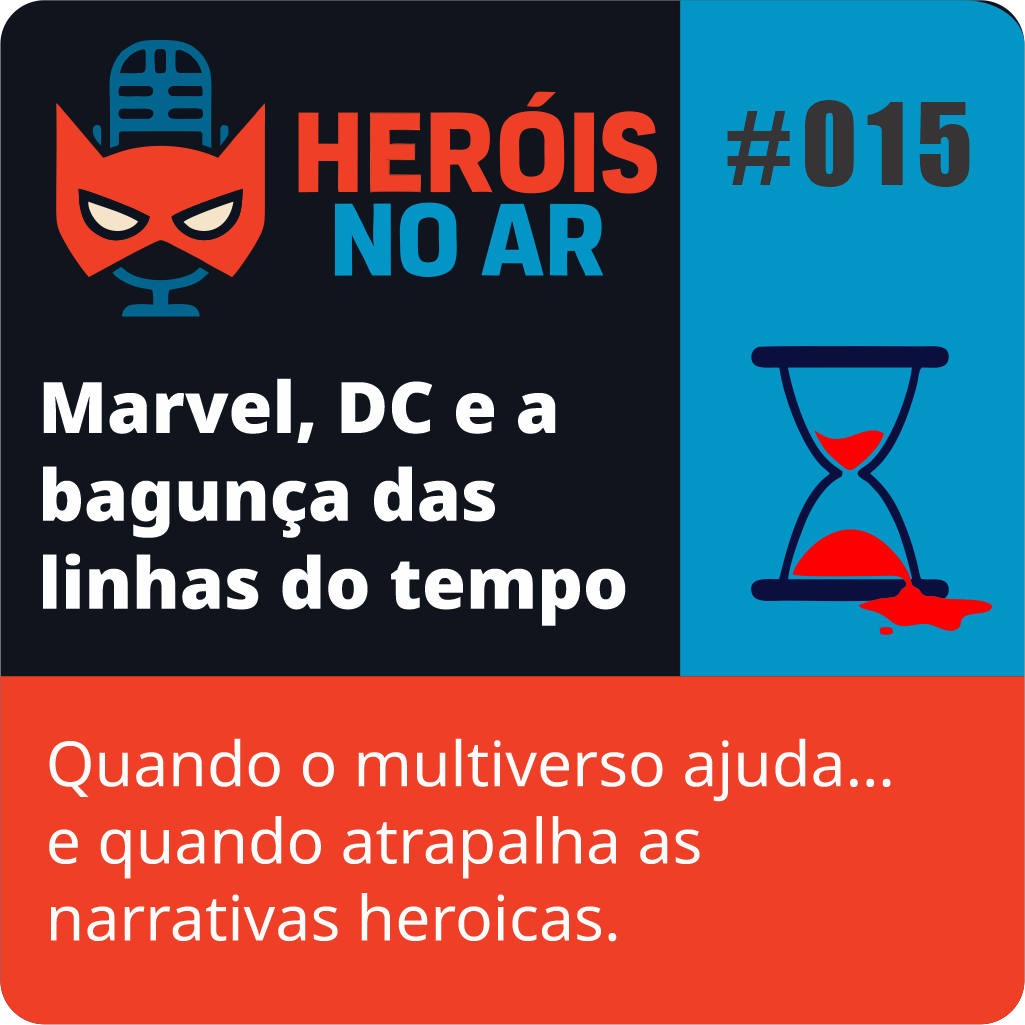 HERÓIS
NO AR
#015
Marvel, DC e a
bagunça das
linhas do tempo
Quando o multiverso ajuda...
e quando atrapalha as
narrativas heroicas.